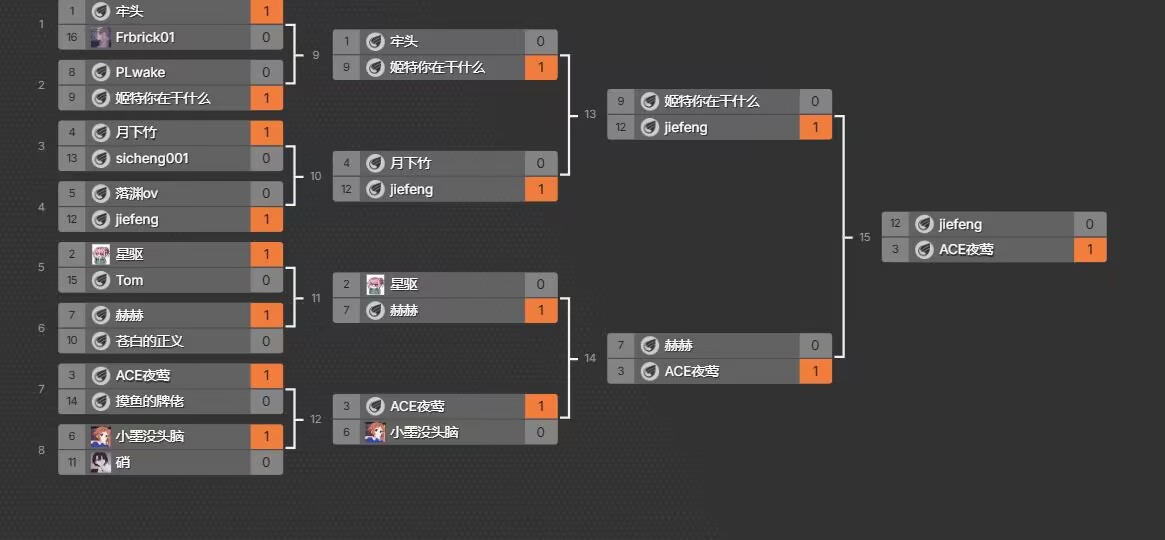 1
1 牢头 1
16 Frbrick01 0
2
8 PLwake 0
9 姬特你在干什么 1
3
4 月下竹 1
13 sicheng001 0
4
5 落渊ov 0
12 jiefeng 1
5
2 星驱 1
15 Tom 0
6
7 赫赫 1
10 苍白的正义 0
7
3 ACE夜莺 1
14 摸鱼的牌佬 0
8
6 小墨没头脑 1
11 硝 0
9
1 牢头 0
9 姬特你在干什么 1
10
4 月下竹 0
12 jiefeng 1
11
2 星驱 0
7 赫赫 1
12
3 ACE夜莺 1
6 小墨没头脑 0
13
9 姬特你在干什么 0
12 jiefeng 1
14
7 赫赫 0
3 ACE夜莺 1
15
12 jiefeng 0
3 ACE夜莺 1